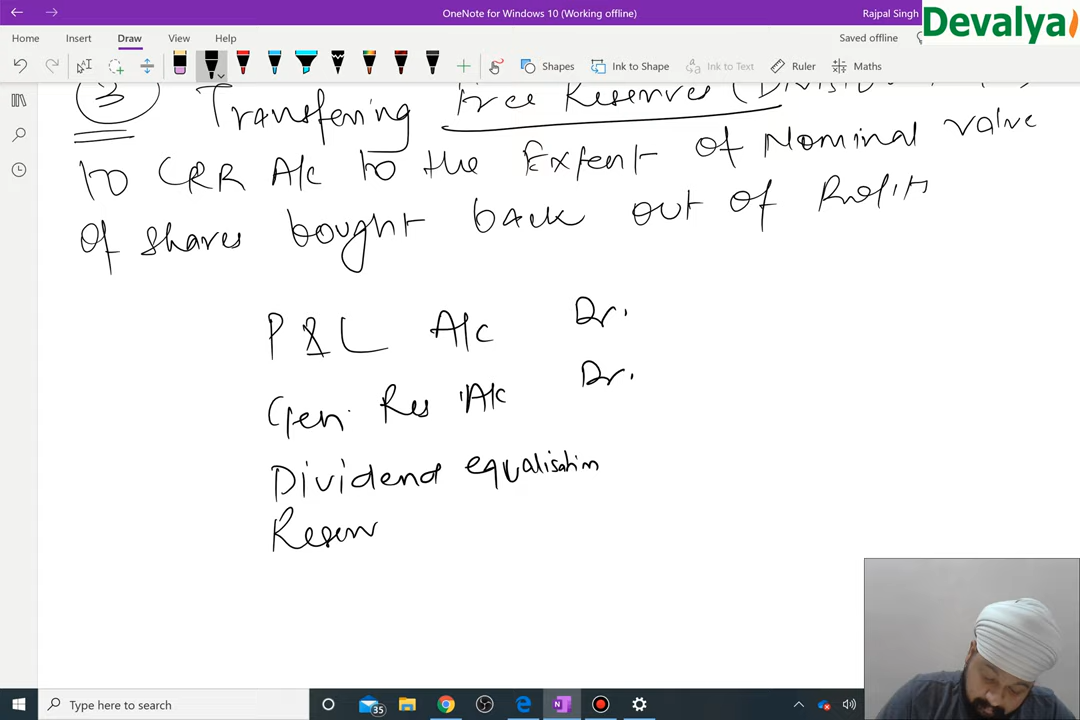 OneNote for Windows 10 (Working offline)
Rajpal Singh
Devalya
Home Insert Draw View Help
Saved offline
Shapes Ink to Shape Ink to Text Ruler Maths
3 Transferring Free Reserves
to CRR A/c to the Extent of Nominal value
of shares bought back out of Profits
P & L A/c Dr.
Gen. Res A/c Dr.
Dividend equalisation
Reserv
Type here to search
35